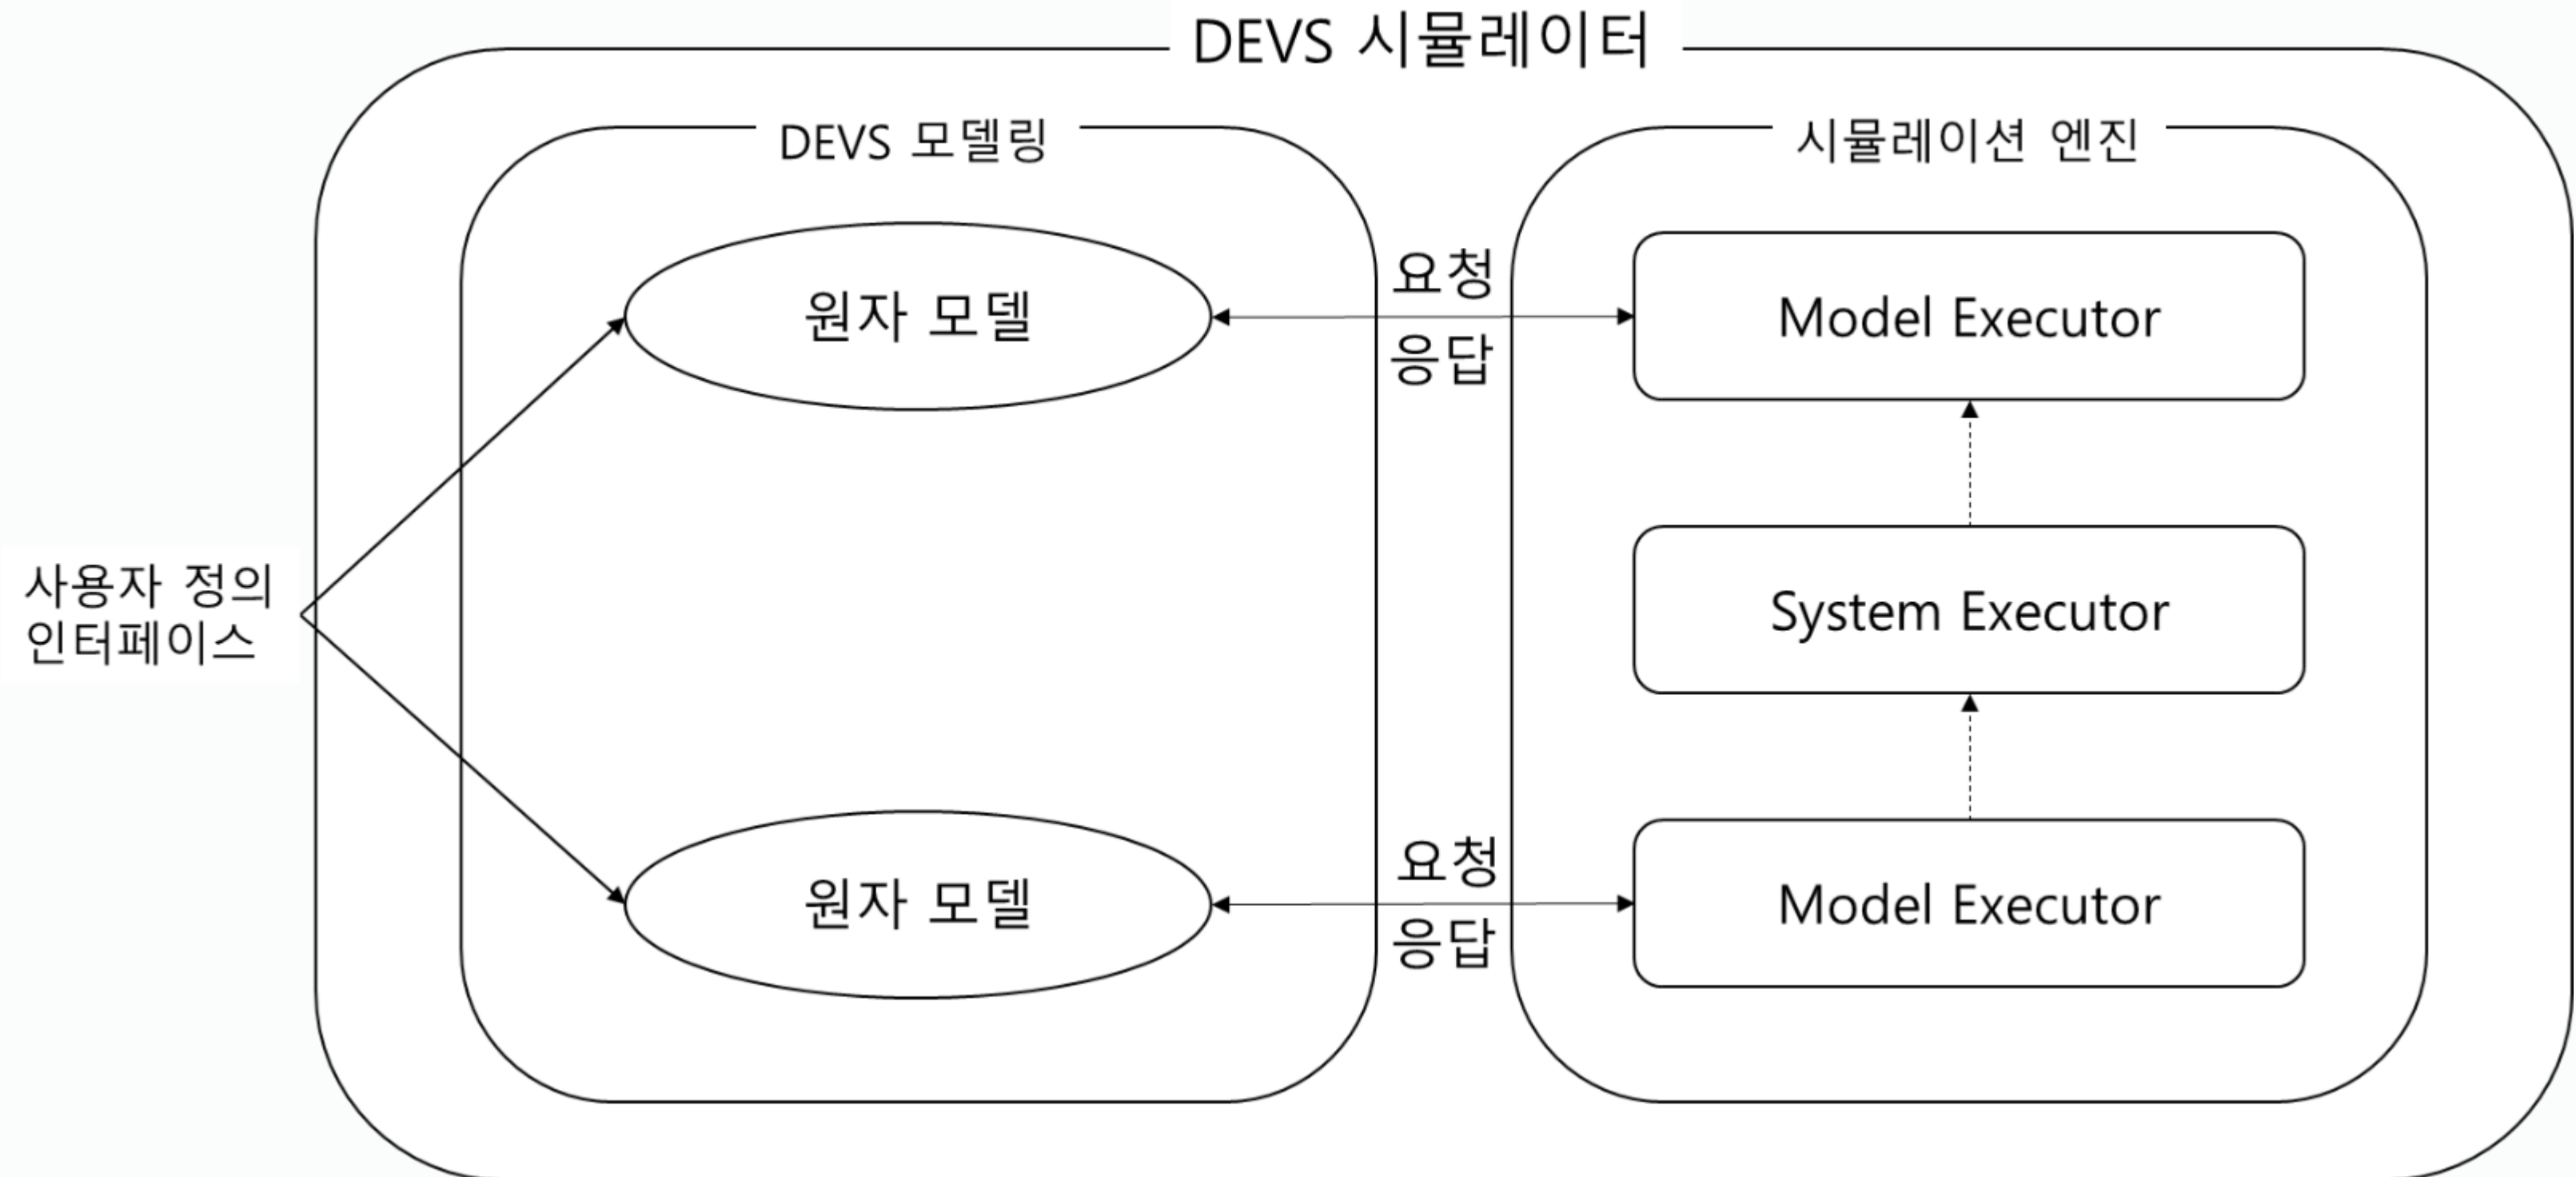 DEVS 시뮬레이터
DEVS 모델링
시뮬레이션 엔진
원자 모델
요청
응답
Model Executor
사용자 정의
인터페이스
System Executor
원자 모델
요청
응답
Model Executor